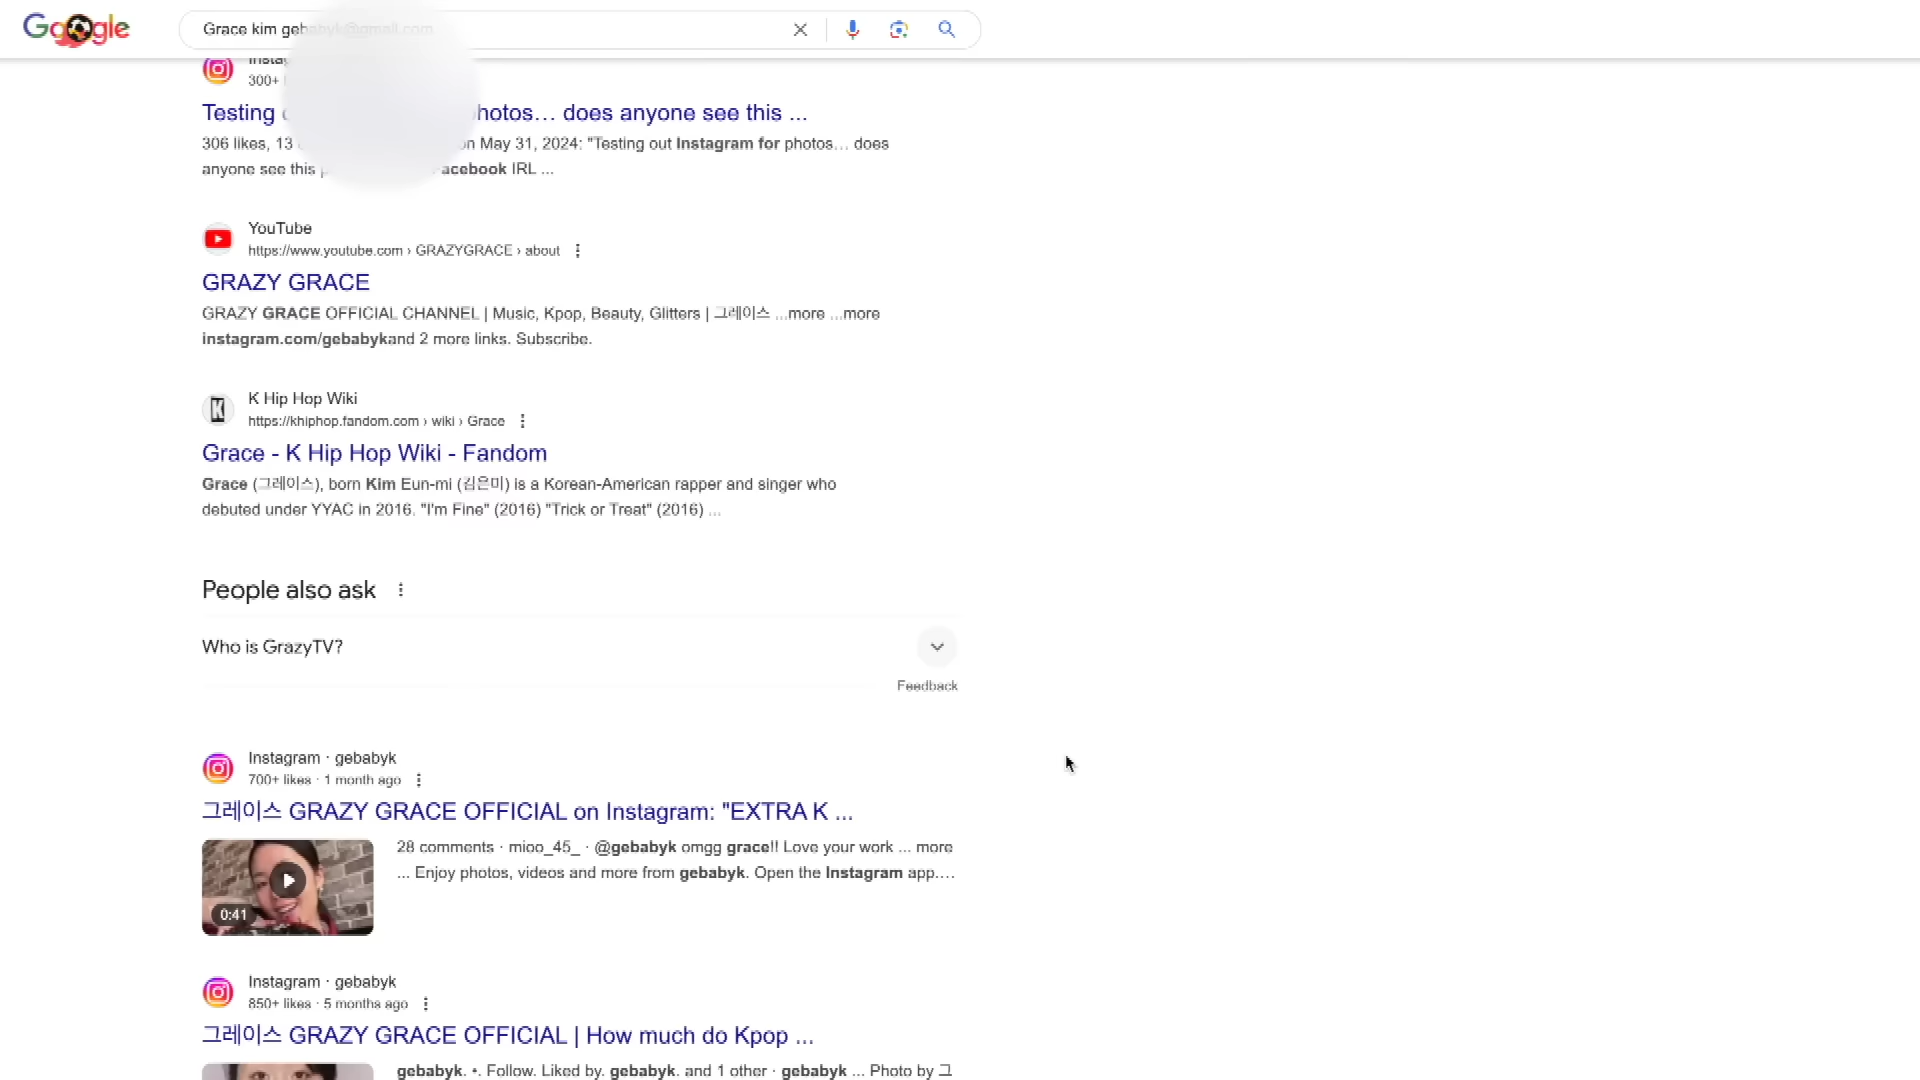 Google
Grace kim gebabyk@gmail.com
300+
Testing hotos... does anyone see this ...
306 likes, 13 on May 31, 2024: "Testing out Instagram for photos... does
anyone see this acebook IRL ...
YouTube
https://www.youtube.com › GRAZYGRACE › about
GRAZY GRACE
GRAZY GRACE OFFICIAL CHANNEL | Music, Kpop, Beauty, Glitters | 그레이스 ...more ...more
instagram.com/gebabykand 2 more links. Subscribe.
K Hip Hop Wiki
https://khiphop.fandom.com › wiki › Grace
Grace - K Hip Hop Wiki - Fandom
Grace (그레이스), born Kim Eun-mi (김은미) is a Korean-American rapper and singer who
debuted under YYAC in 2016. "I'm Fine" (2016) "Trick or Treat" (2016) ...
People also ask
Who is GrazyTV?
Feedback
Instagram · gebabyk
700+ likes · 1 month ago
그레이스 GRAZY GRACE OFFICIAL on Instagram: "EXTRA K ...
28 comments · mioo_45_ · @gebabyk omgg grace!! Love your work ... more
... Enjoy photos, videos and more from gebabyk. Open the Instagram app....
0:41
Instagram · gebabyk
850+ likes · 5 months ago
그레이스 GRAZY GRACE OFFICIAL | How much do Kpop ...
gebabyk. •. Follow. Liked by. gebabyk. and 1 other · gebabyk ... Photo by 그